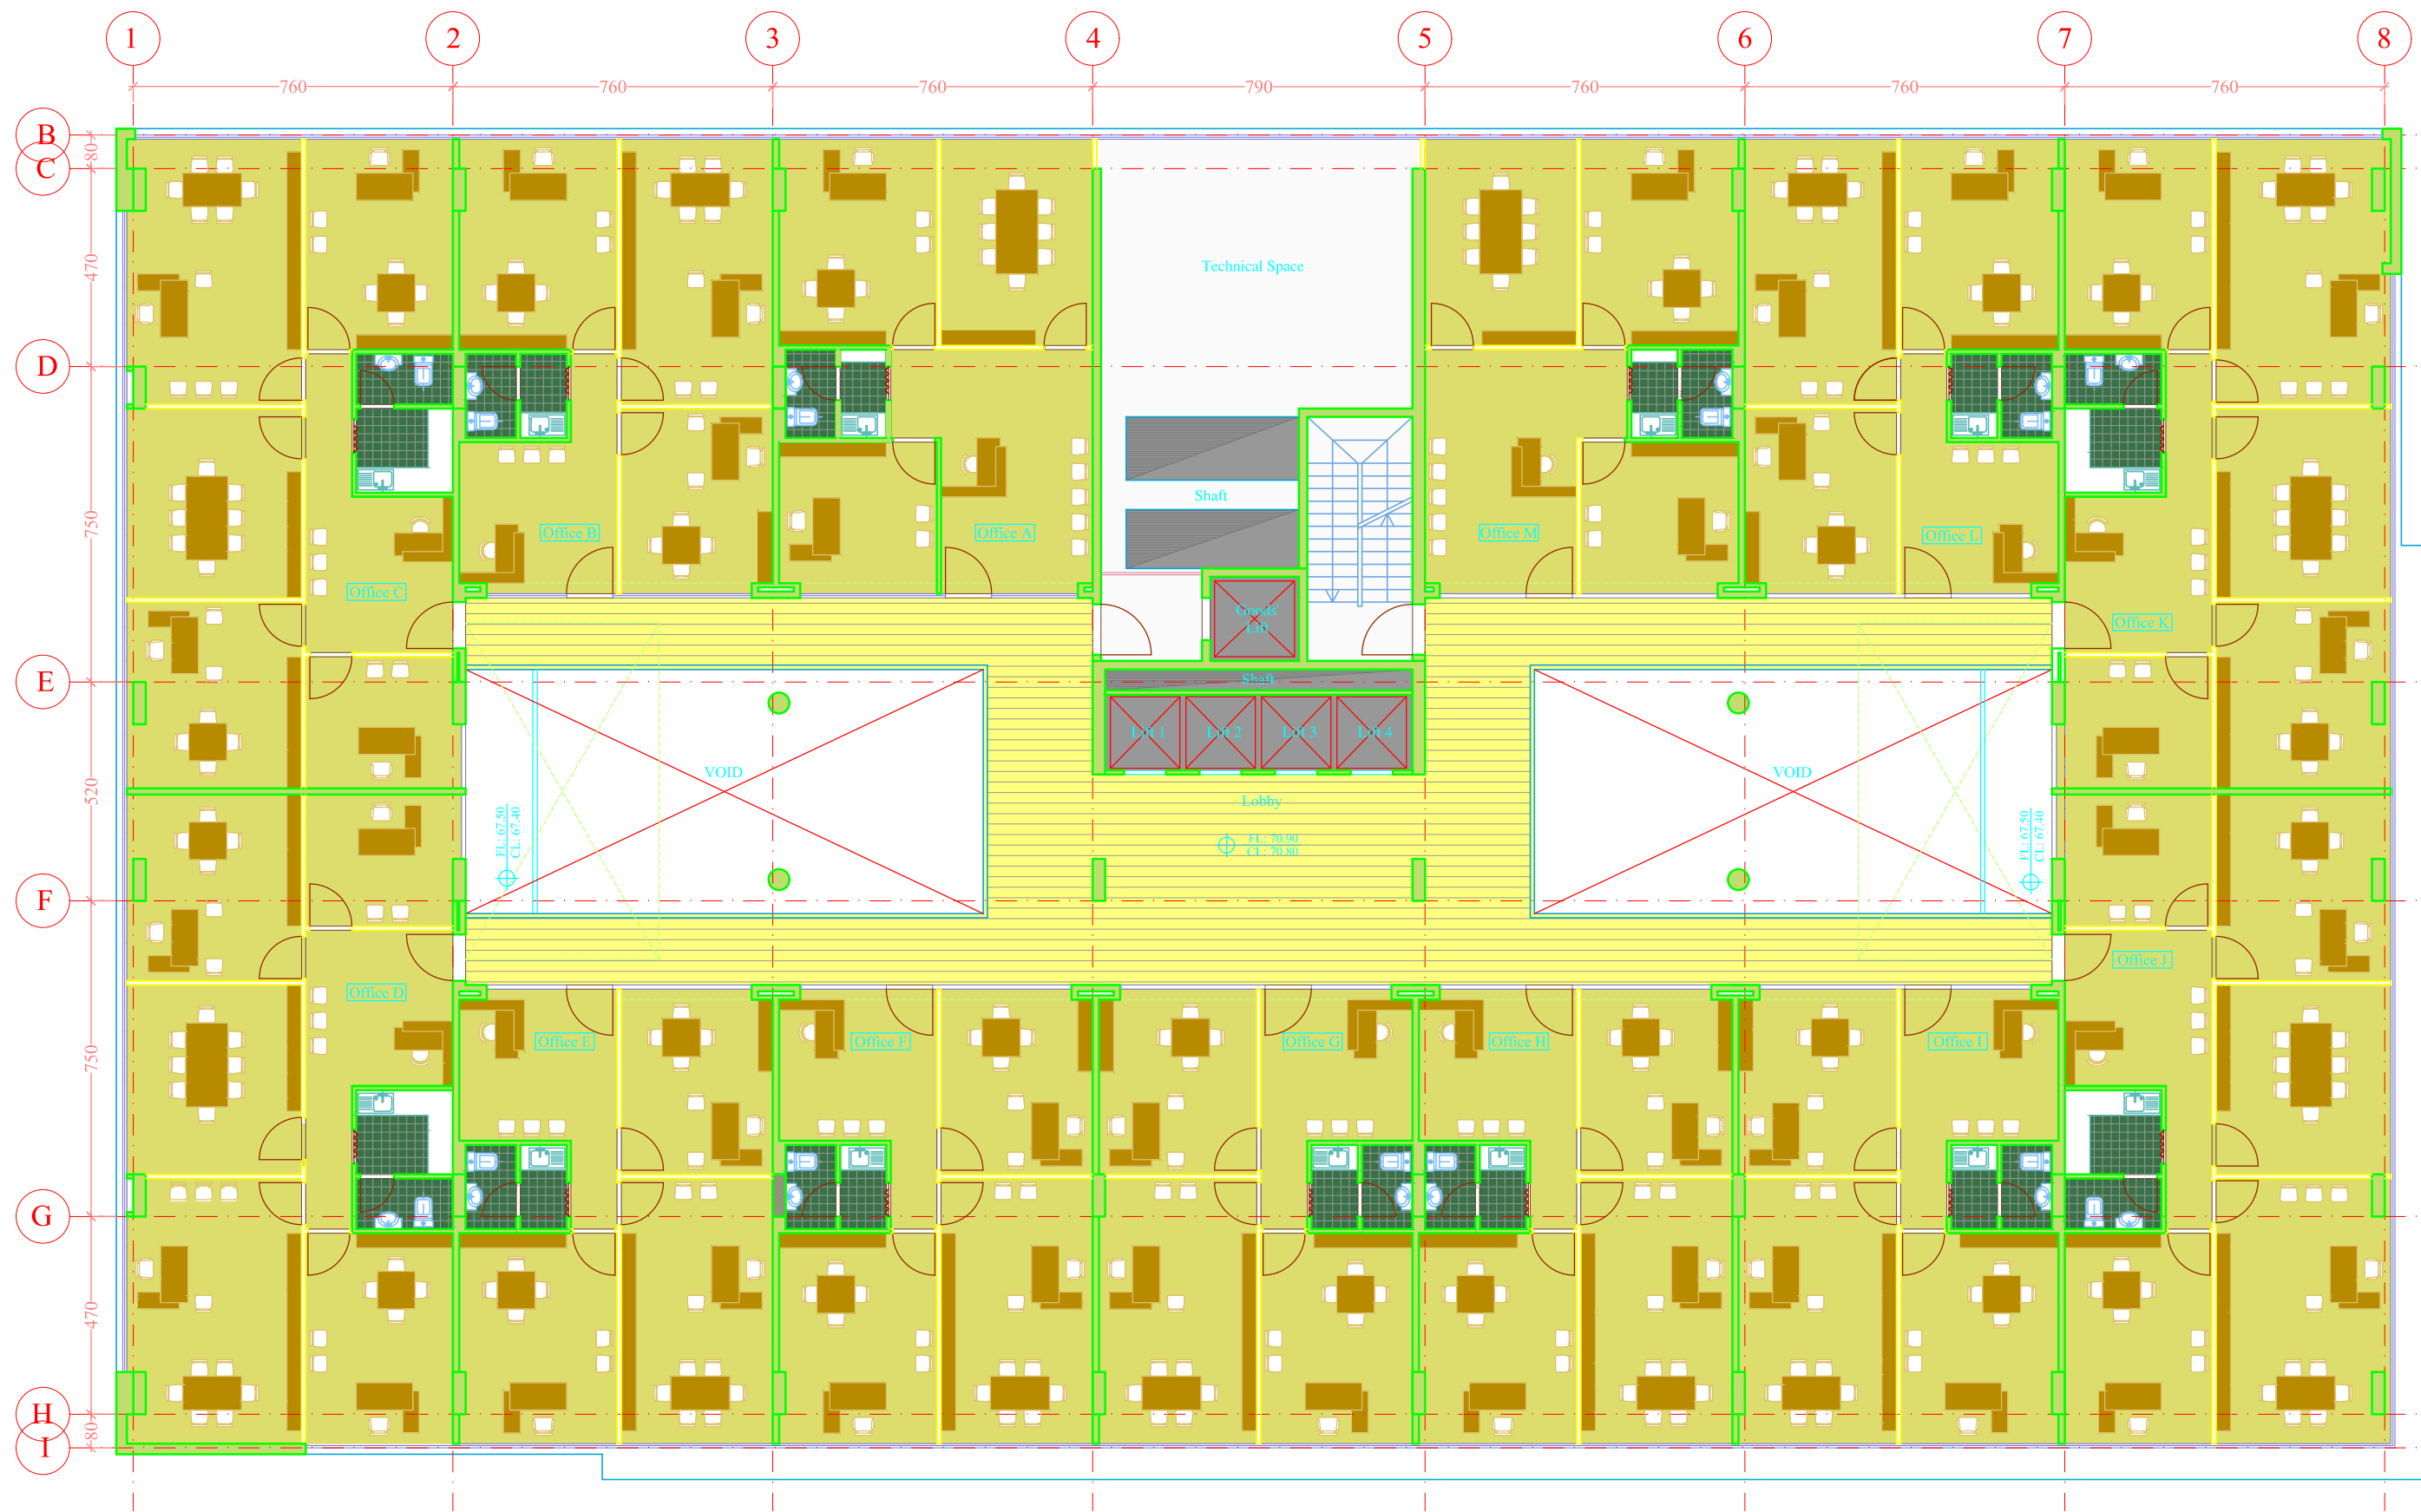 1
2
3
4
5
6
7
8
760
760
760
790
760
760
760
B
80
C
470
D
750
E
520
F
750
G
470
H
80
I
Technical Space
Shaft
Office B
Office A
Office M
Office L
Office C
Office K
Goods'
Lift
Shaft
Lift 1
Lift 2
Lift 3
Lift 4
VOID
VOID
Lobby
FL: 67.50
CL: 67.40
FL: 70.90
CL: 70.80
FL: 67.50
CL: 67.40
Office D
Office J
Office E
Office F
Office G
Office H
Office I